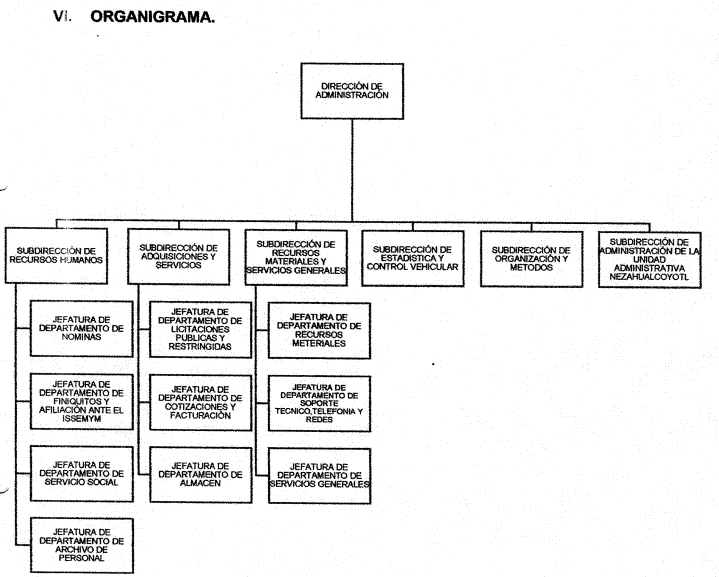 VI. ORGANIGRAMA.
DIRECCIÓN DE
ADMINISTRACIÓN
SUBDIRECCIÓN DE
RECURSOS HUMANOS
SUBDIRECCIÓN DE
ADQUISICIONES Y
SERVICIOS
SUBDIRECCIÓN DE
RECURSOS
MATERIALES Y
SERVICIOS GENERALES
SUBDIRECCIÓN DE
ESTADISTICA Y
CONTROL VEHICULAR
SUBDIRECCIÓN DE
ORGANIZACIÓN Y
METODOS
SUBDIRECCIÓN DE
ADMINISTRACIÓN DE LA
UNIDAD
ADMINISTRATIVA
NEZAHUALCOYOTL
JEFATURA DE
DEPARTAMENTO DE
NOMINAS
JEFATURA DE
DEPARTAMENTO DE
LICITACIONES
PUBLICAS Y
RESTRINGIDAS
JEFATURA DE
DEPARTAMENTO DE
RECURSOS
METERIALES
JEFATURA DE
DEPARTAMENTO DE
FINIQUITOS Y
AFILIACIÓN ANTE EL
ISSEMYM
JEFATURA DE
DEPARTAMENTO DE
COTIZACIONES Y
FACTURACIÓN
JEFATURA DE
DEPARTAMENTO DE
SOPORTE
TECNICO,TELEFONIA Y
REDES
JEFATURA DE
DEPARTAMENTO DE
SERVICIO SOCIAL
JEFATURA DE
DEPARTAMENTO DE
ALMACEN
JEFATURA DE
DEPARTAMENTO DE
SERVICIOS GENERALES
JEFATURA DE
DEPARTAMENTO DE
ARCHIVO DE
PERSONAL